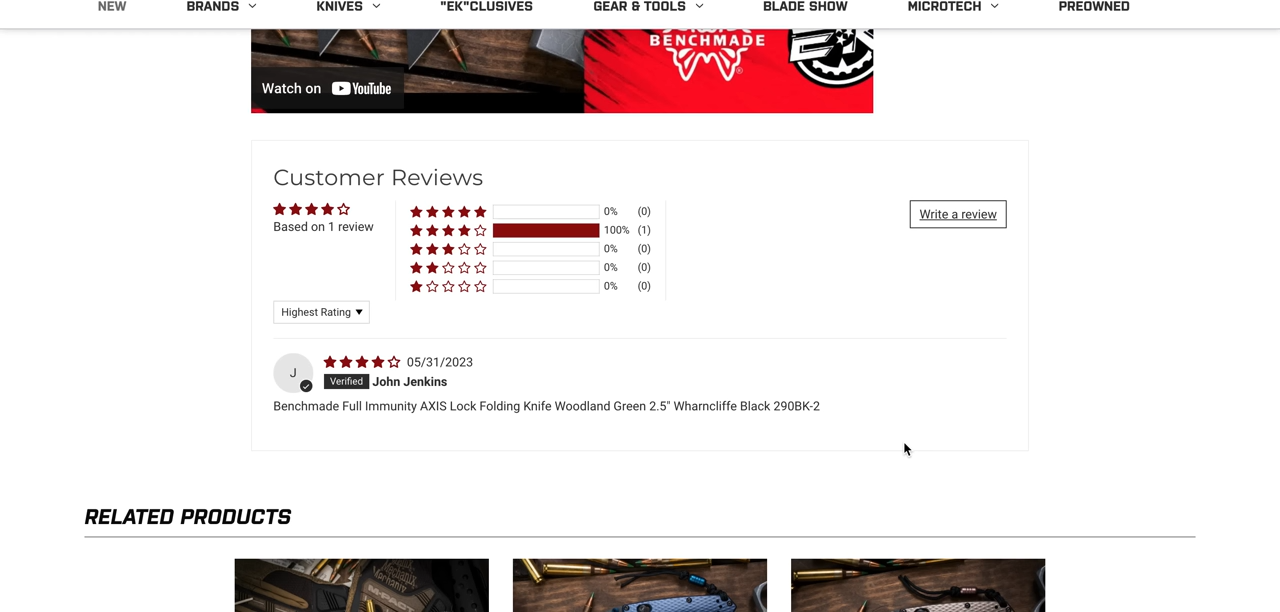 NEW BRANDS KNIVES "EK"CLUSIVES GEAR & TOOLS BLADE SHOW MICROTECH PREOWNED
BENCHMADE
Watch on YouTube
Customer Reviews
Based on 1 review
0% (0)
100% (1)
0% (0)
0% (0)
0% (0)
Write a review
Highest Rating
J
05/31/2023
Verified John Jenkins
Benchmade Full Immunity AXIS Lock Folding Knife Woodland Green 2.5" Wharncliffe Black 290BK-2
RELATED PRODUCTS